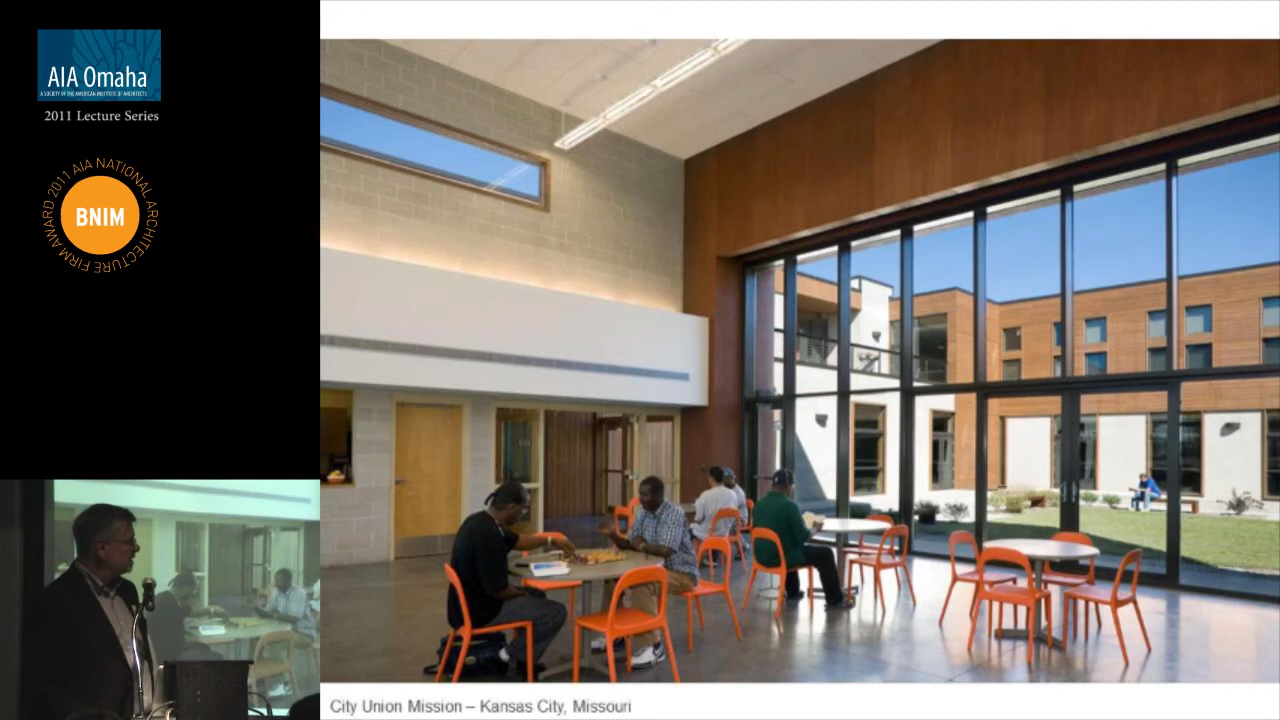 AIA Omaha
A SOCIETY OF THE AMERICAN INSTITUTE OF ARCHITECTS
2011 Lecture Series
2011 AIA NATIONAL ARCHITECTURE FIRM AWARD
BNIM
City Union Mission – Kansas City, Missouri